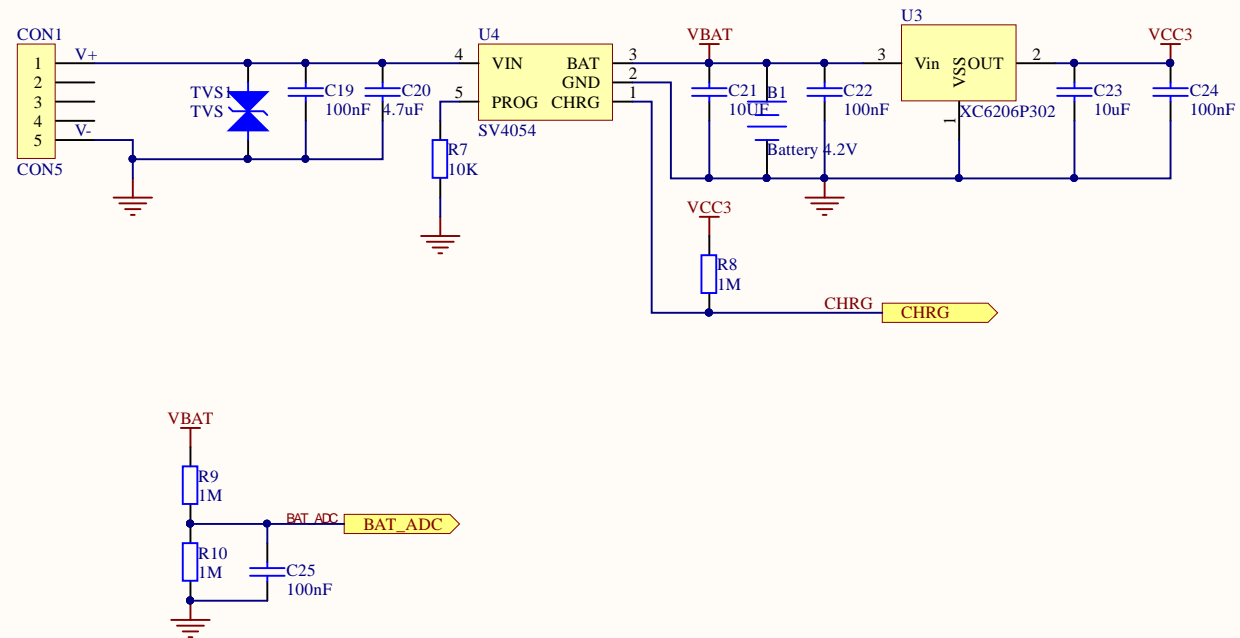 CON1
1
2
3
4
5
V+
V-
CON5
TVS1
TVS
C19
100nF
C20
4.7uF
U4
4
VIN
5
PROG
BAT
3
GND
2
CHRG
1
SV4054
R7
10K
VBAT
C21
10UF
B1
Battery 4.2V
C22
100nF
U3
3
Vin
VSS
OUT
2
1
XC6206P302
VCC3
C23
10uF
C24
100nF
VCC3
R8
1M
CHRG
CHRG
VBAT
R9
1M
BAT_ADC
BAT_ADC
R10
1M
C25
100nF